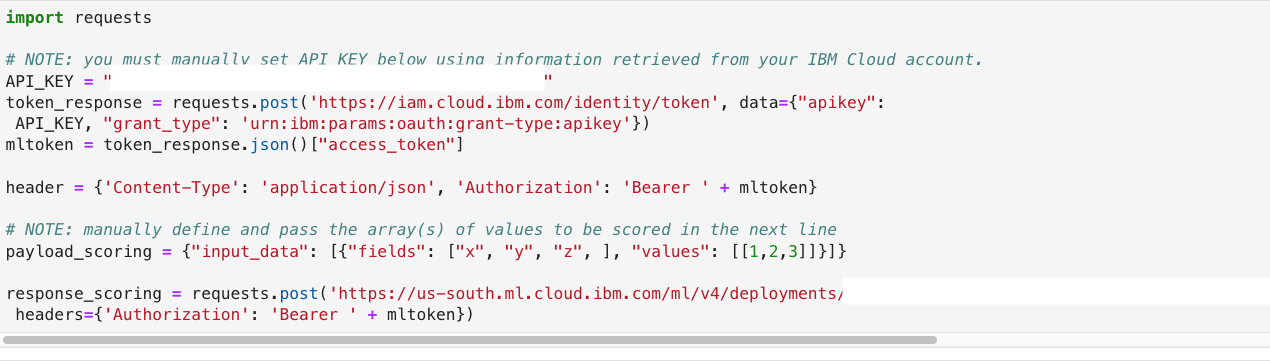 import requests
# NOTE: you must manually set API_KEY below using information retrieved from your IBM Cloud account.
API_KEY = " "
token_response = requests.post('https://iam.cloud.ibm.com/identity/token', data={"apikey":
 API_KEY, "grant_type": 'urn:ibm:params:oauth:grant-type:apikey'})
mltoken = token_response.json()["access_token"]
header = {'Content-Type': 'application/json', 'Authorization': 'Bearer ' + mltoken}
# NOTE: manually define and pass the array(s) of values to be scored in the next line
payload_scoring = {"input_data": [{"fields": ["x", "y", "z", ], "values": [[1,2,3]]}]}
response_scoring = requests.post('https://us-south.ml.cloud.ibm.com/ml/v4/deployments/
 headers={'Authorization': 'Bearer ' + mltoken})